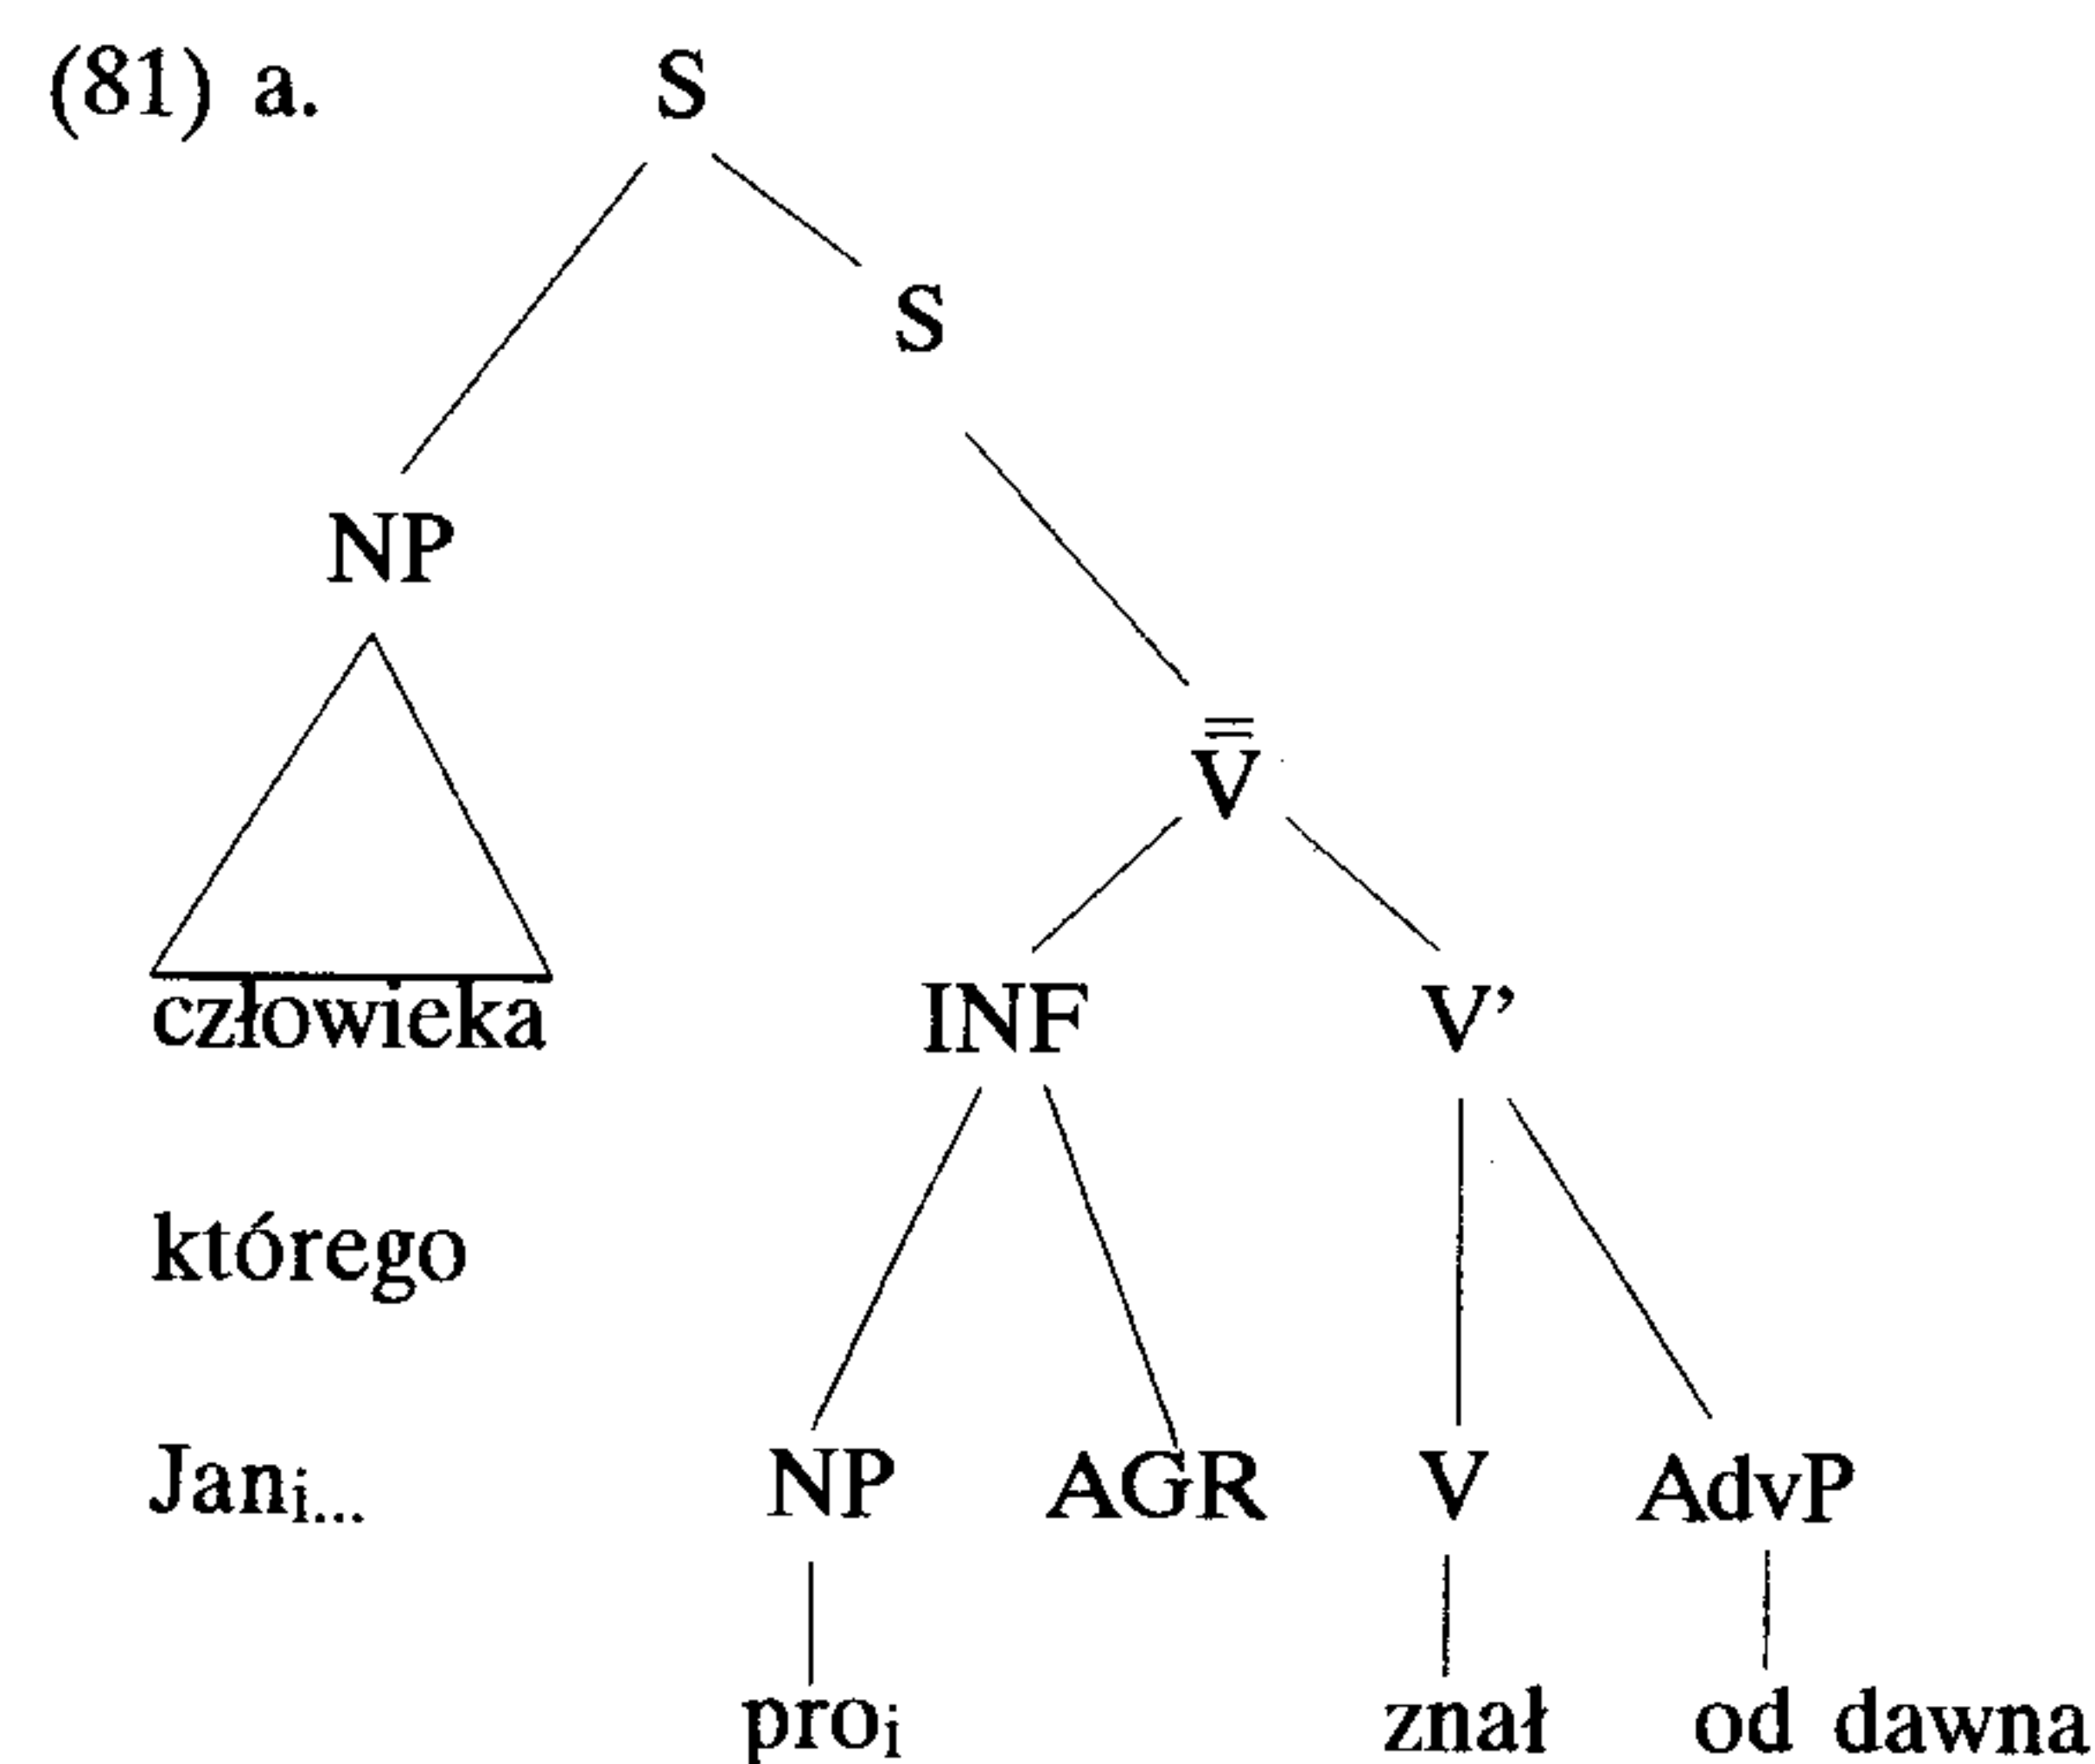 (81) a. S
S
NP
V̿
człowieka INF V’
którego
Janᵢ... NP AGR V AdvP
proᵢ znał od dawna